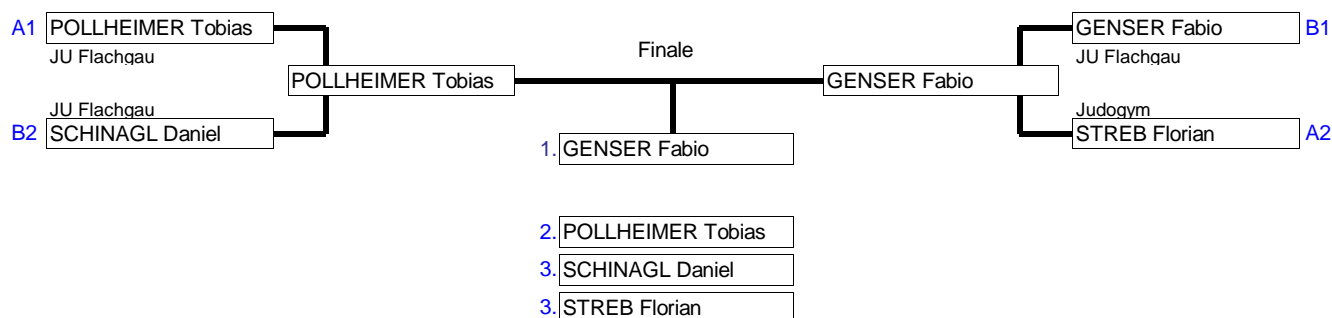 A1 POLLHEIMER Tobias
JU Flachgau
GENSER Fabio B1
JU Flachgau
Finale
POLLHEIMER Tobias
GENSER Fabio
JU Flachgau
B2 SCHINAGL Daniel
Judogym
STREB Florian A2
1. GENSER Fabio
2. POLLHEIMER Tobias
3. SCHINAGL Daniel
3. STREB Florian